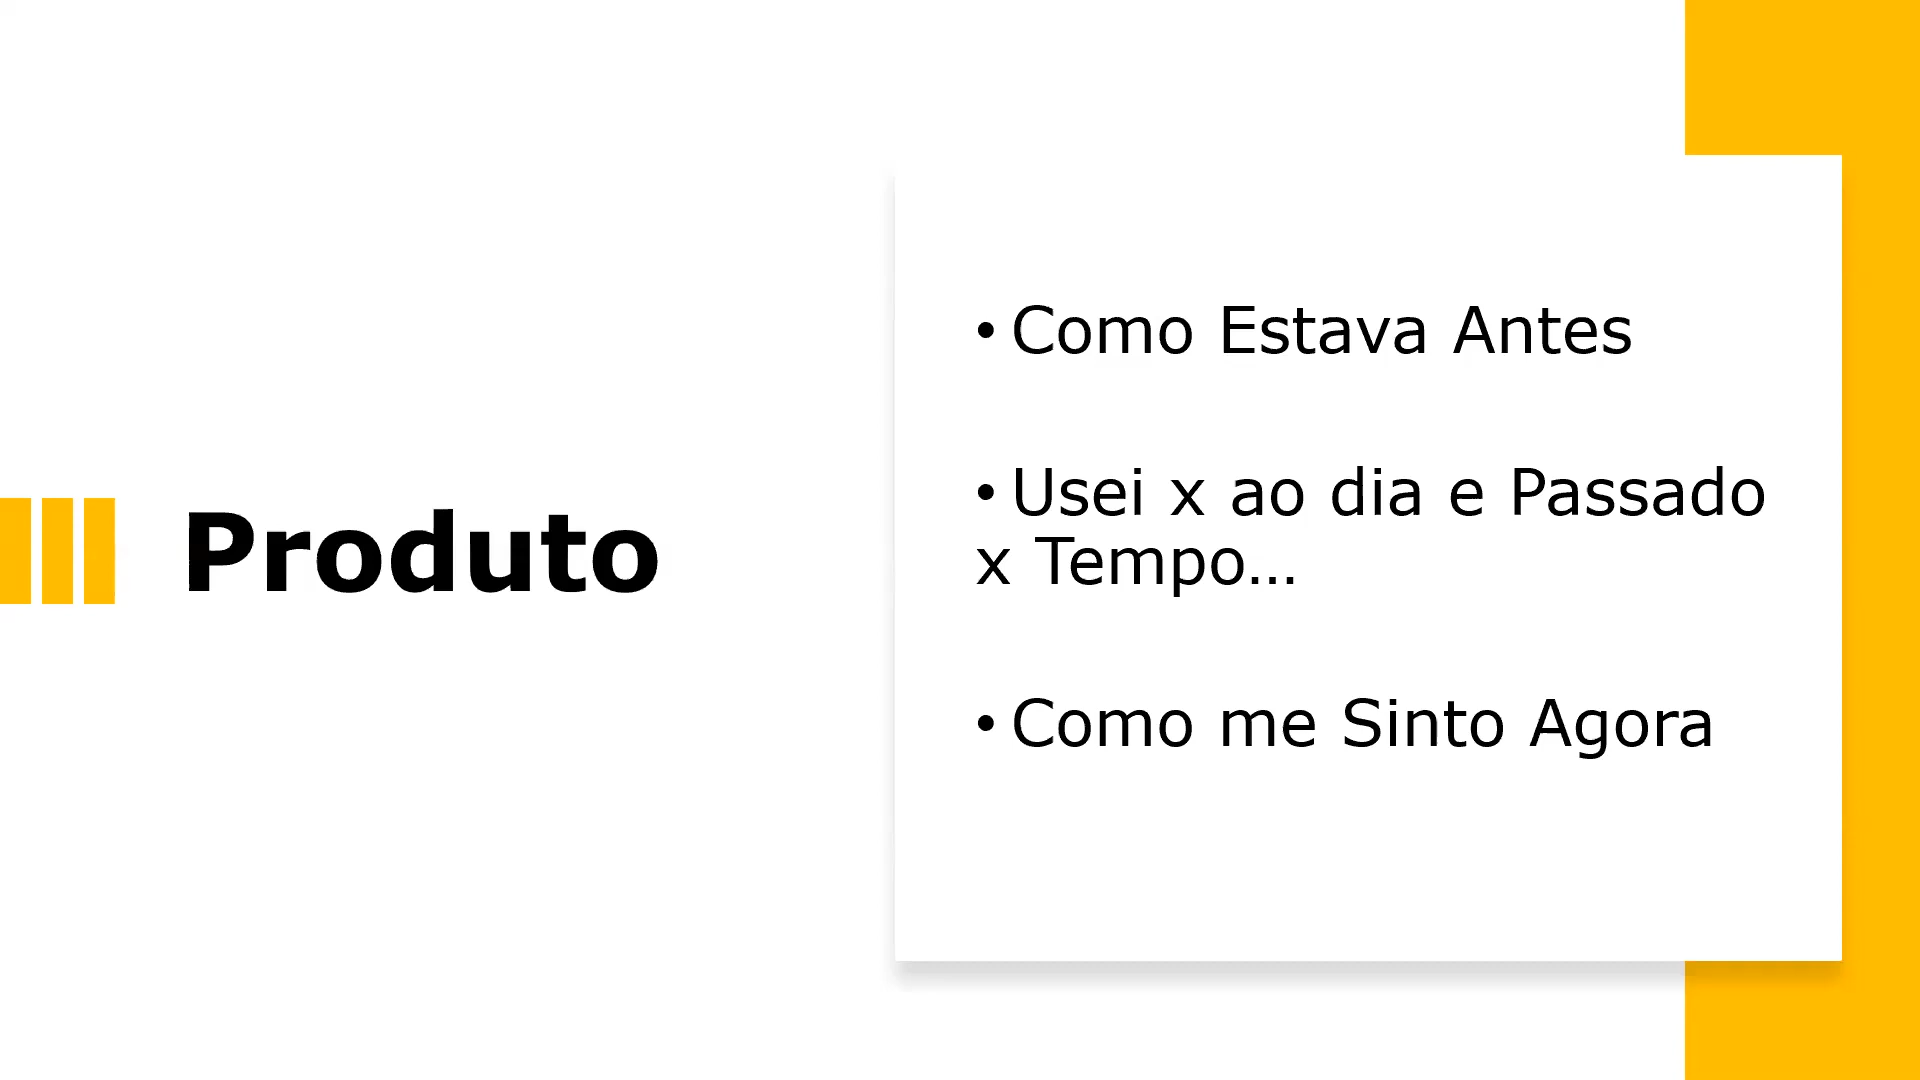 Produto
• Como Estava Antes
• Usei x ao dia e Passado
x Tempo...
• Como me Sinto Agora